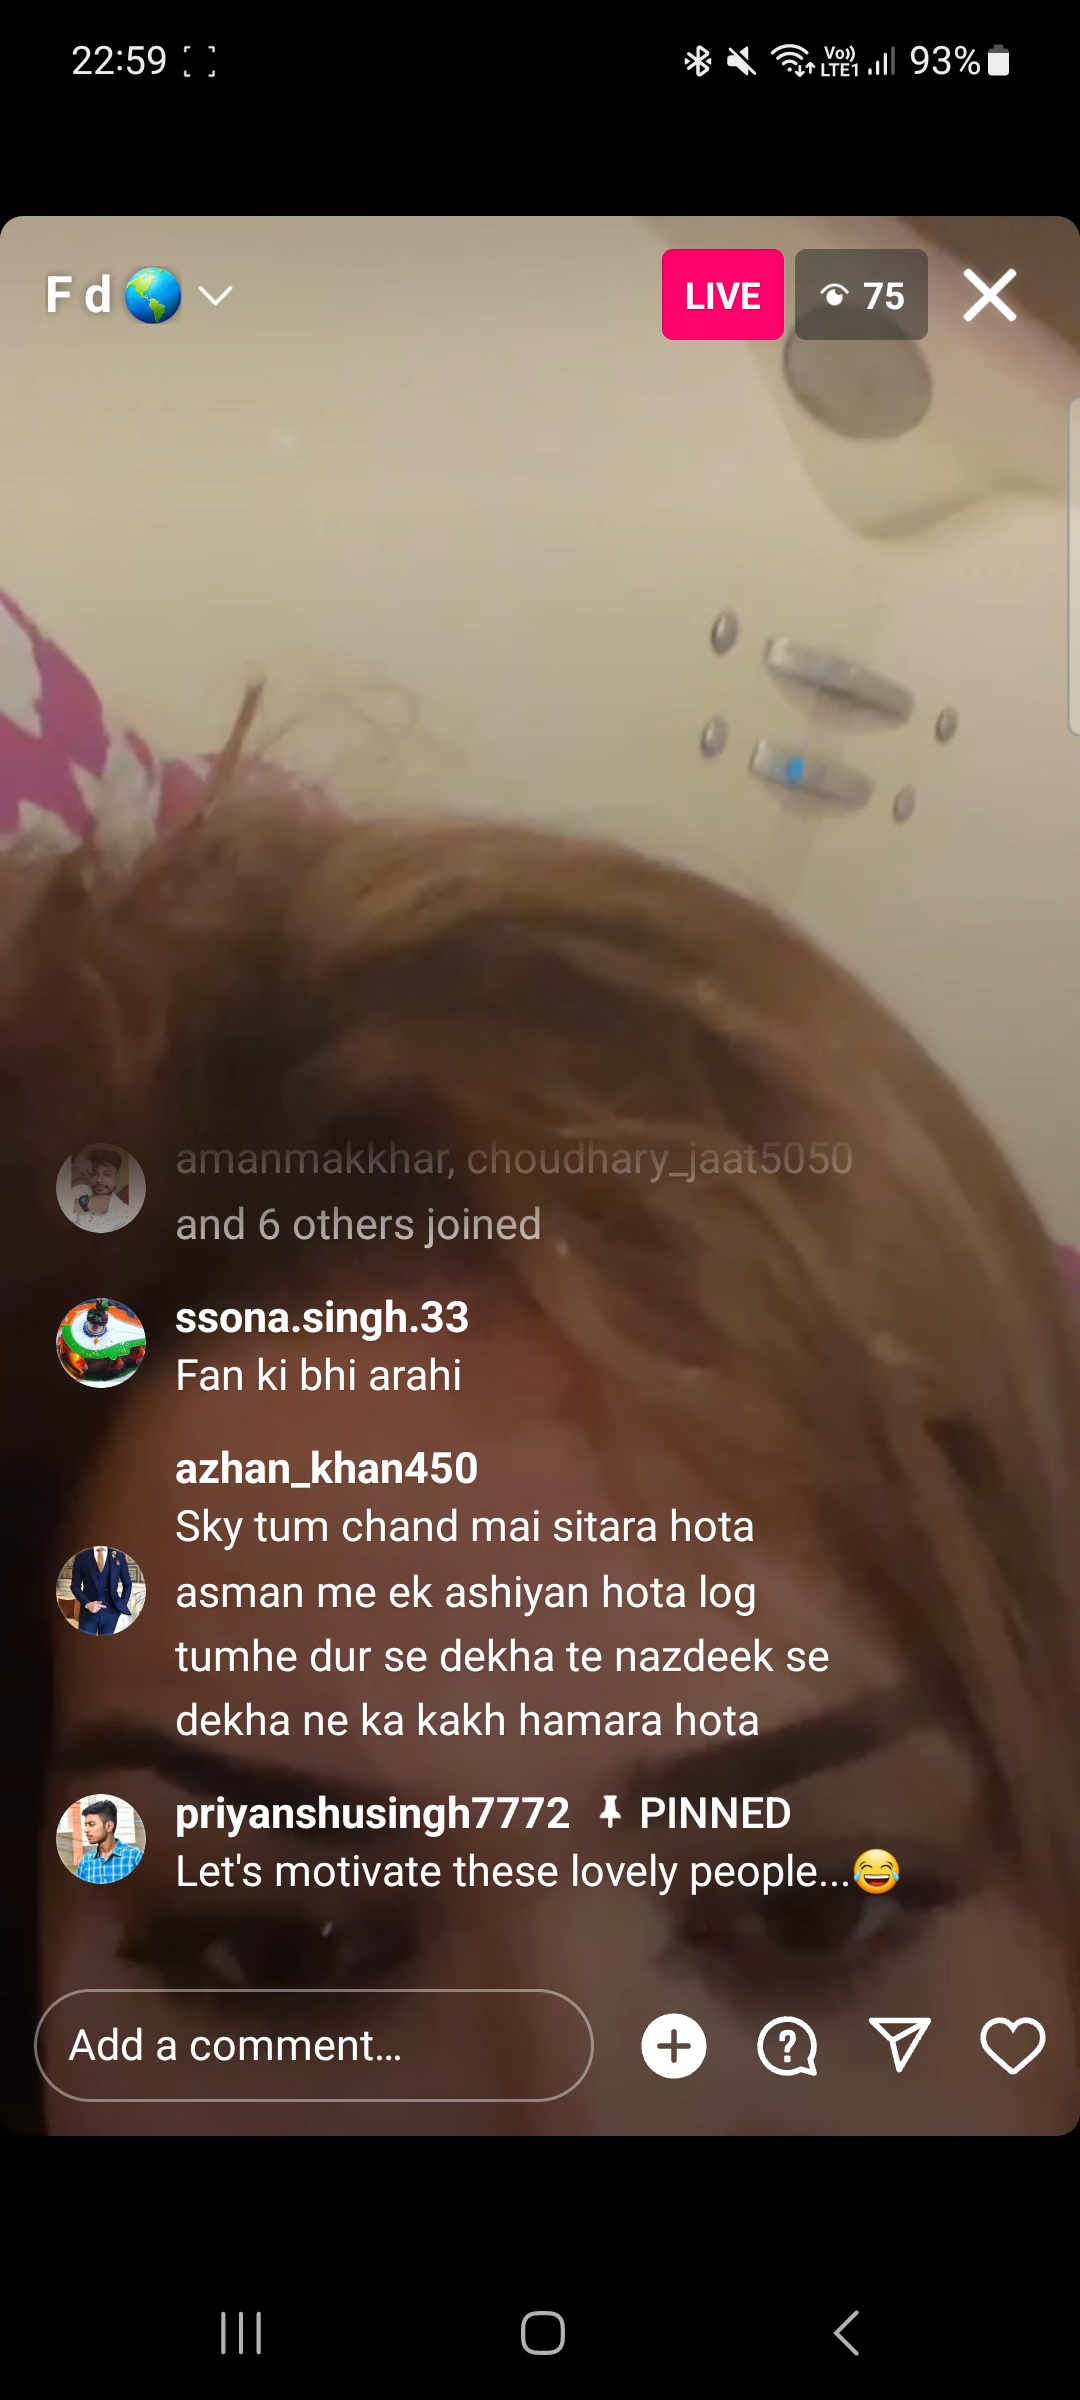 22:59
Vo)) LTE1 93%
F d 🌎 LIVE 75
amanmakkhar, choudhary_jaat5050
and 6 others joined
ssona.singh.33
Fan ki bhi arahi
azhan_khan450
Sky tum chand mai sitara hota
asman me ek ashiyan hota log
tumhe dur se dekha te nazdeek se
dekha ne ka kakh hamara hota
priyanshusingh7772 PINNED
Let's motivate these lovely people...😂
Add a comment...